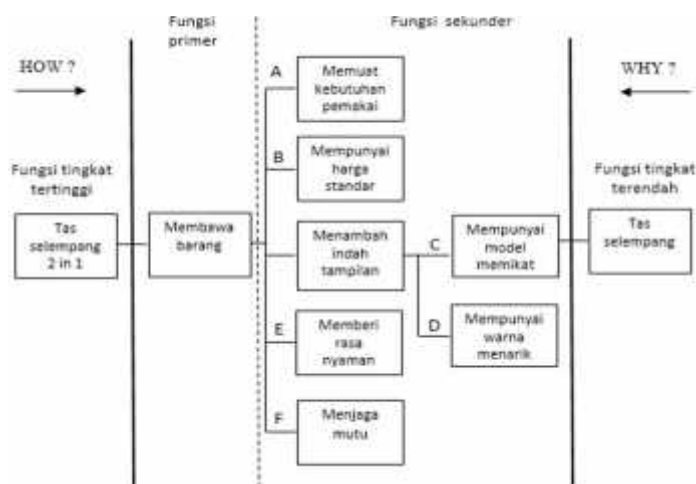 Fungsi
primer
Fungsi sekunder
HOW ?
WHY ?
A
Memuat
kebutuhan
pemakai
B
Mempunyai
harga
standar
Fungsi tingkat
tertinggi
Fungsi tingkat
terendah
Tas
selempang
2 in 1
Membawa
barang
Menambah
indah
tampilan
C
Mempunyai
model
memikat
Tas
selempang
E
Memberi
rasa
nyaman
D
Mempunyai
warna
menarik
F
Menjaga
mutu